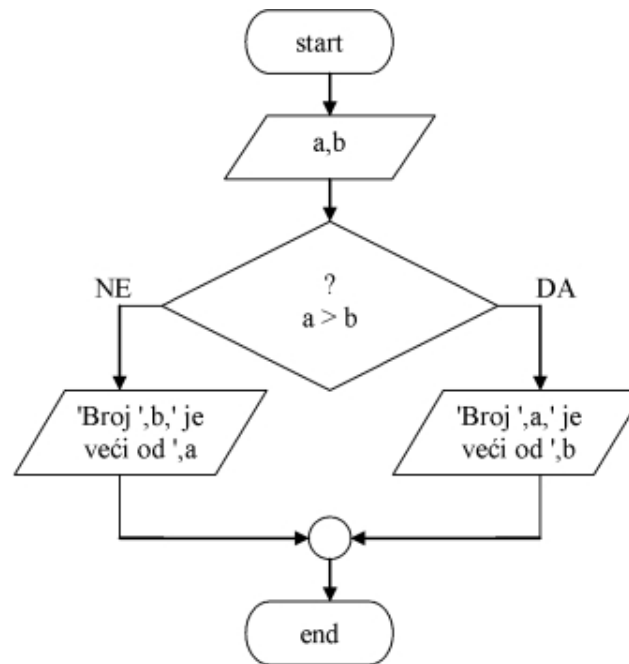 start
a,b
?
a > b
NE
DA
'Broj ',b,' je
veći od ',a
'Broj ',a,' je
veći od ',b
end